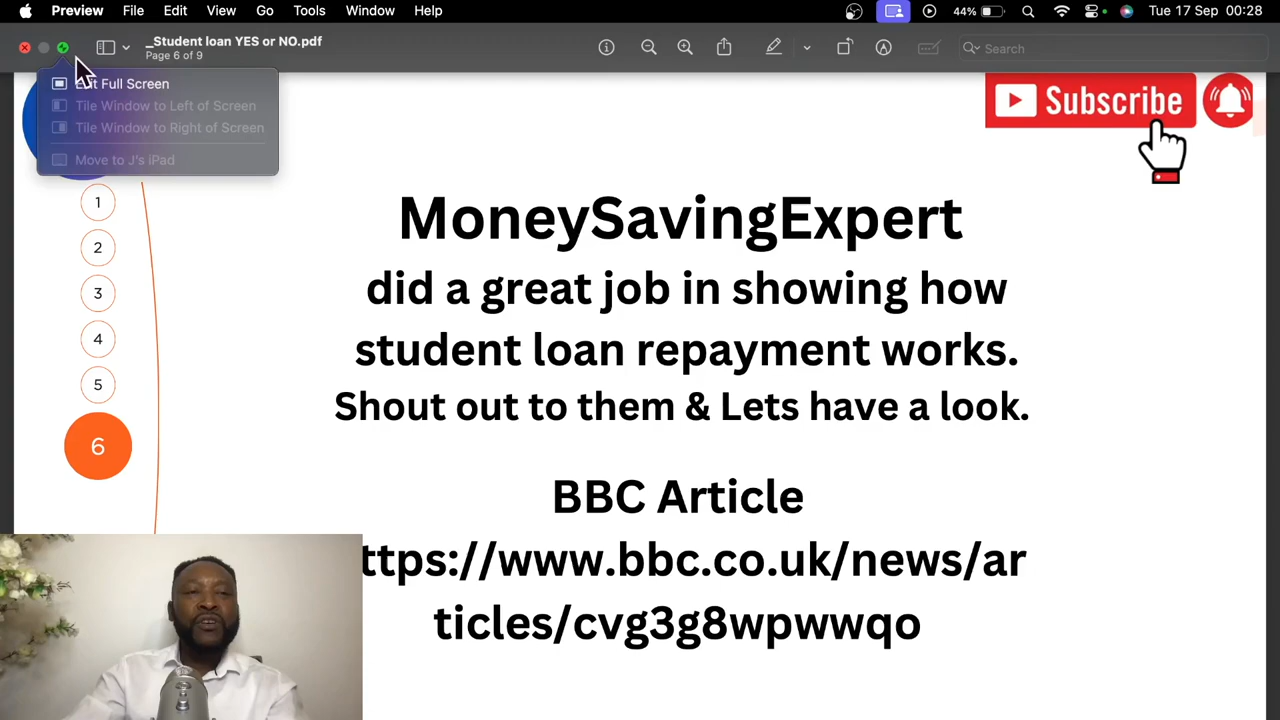 Preview File Edit View Go Tools Window Help 44% Tue 17 Sep 00:28
_Student loan YES or NO.pdf
Page 6 of 9
Search
Full Screen
Tile Window to Left of Screen
Tile Window to Right of Screen
Move to J's iPad
Subscribe
1
2
3
4
5
6
MoneySavingExpert
did a great job in showing how
student loan repayment works.
Shout out to them & Lets have a look.
BBC Article
ttps://www.bbc.co.uk/news/ar
ticles/cvg3g8wpwwqo